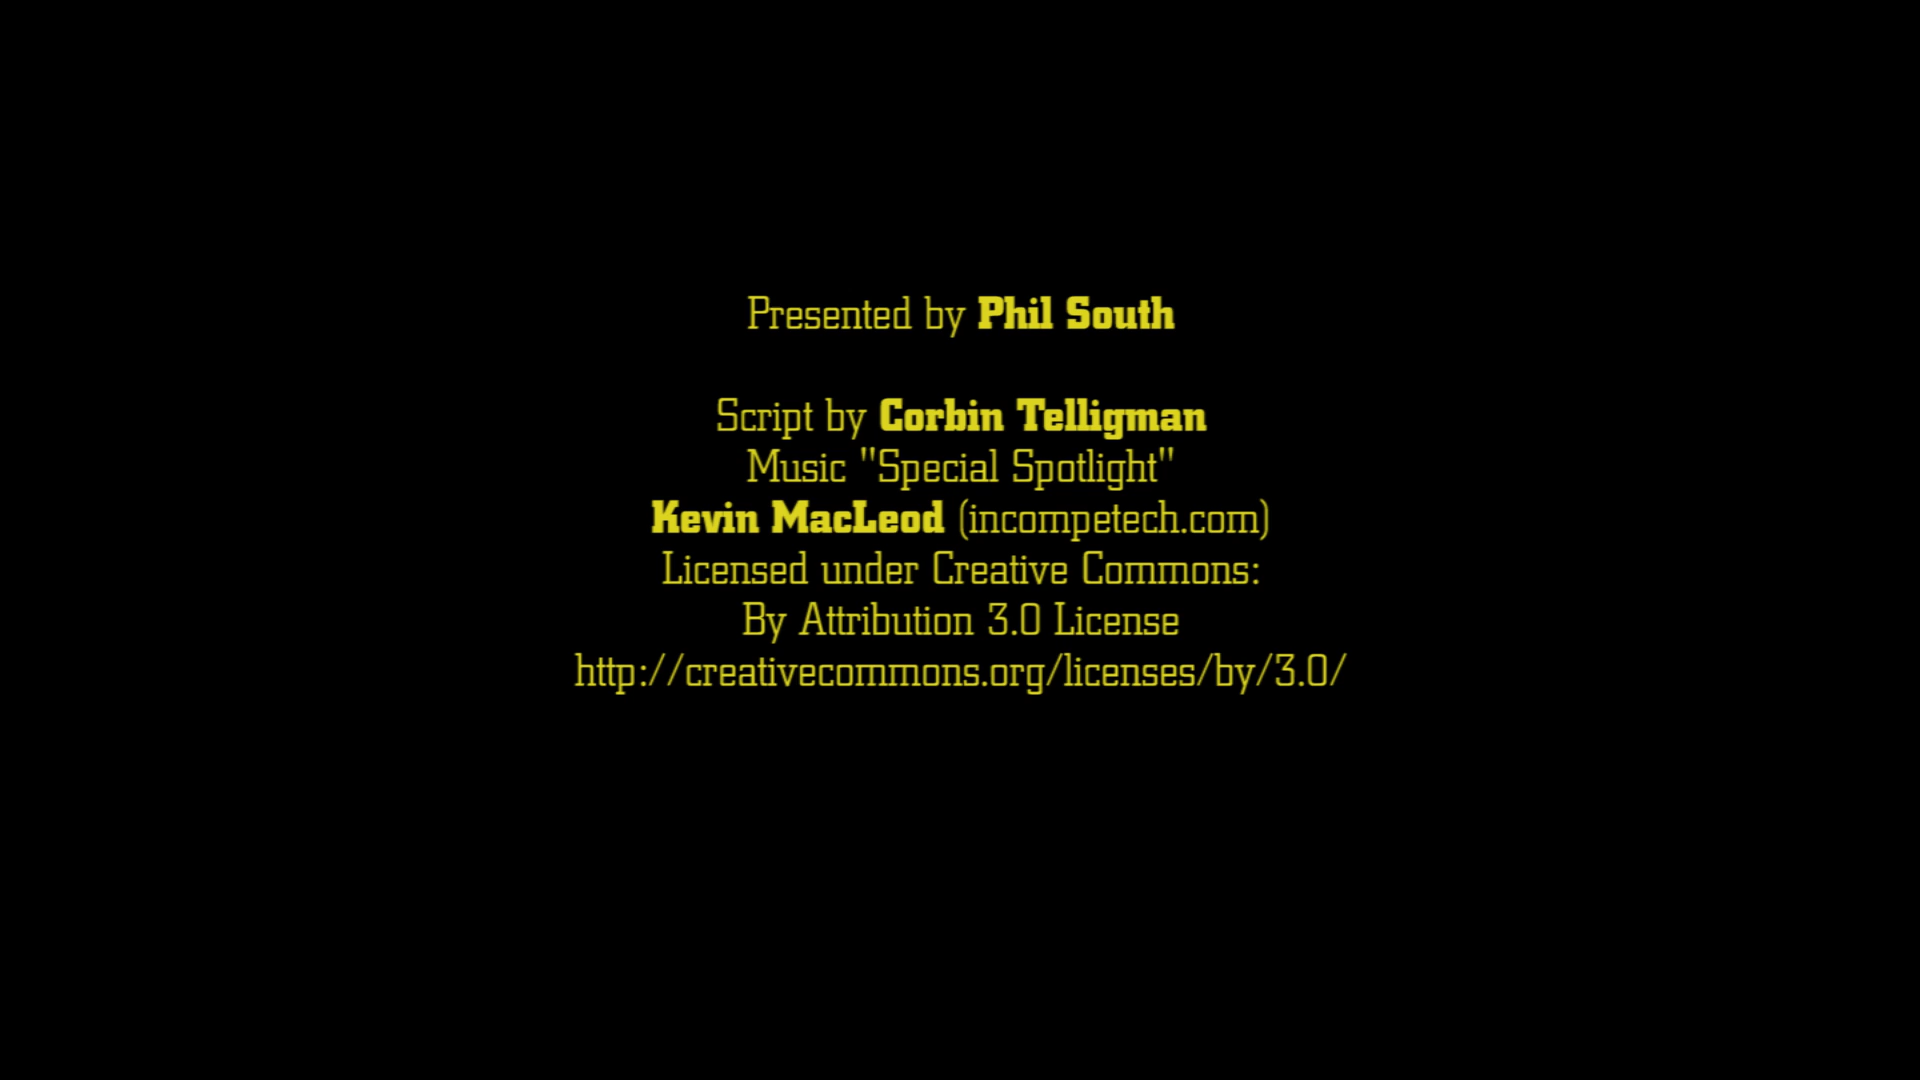 Presented by Phil South
Script by Corbin Telligman
Music "Special Spotlight"
Kevin MacLeod (incompetech.com)
Licensed under Creative Commons:
By Attribution 3.0 License
http://creativecommons.org/licenses/by/3.0/